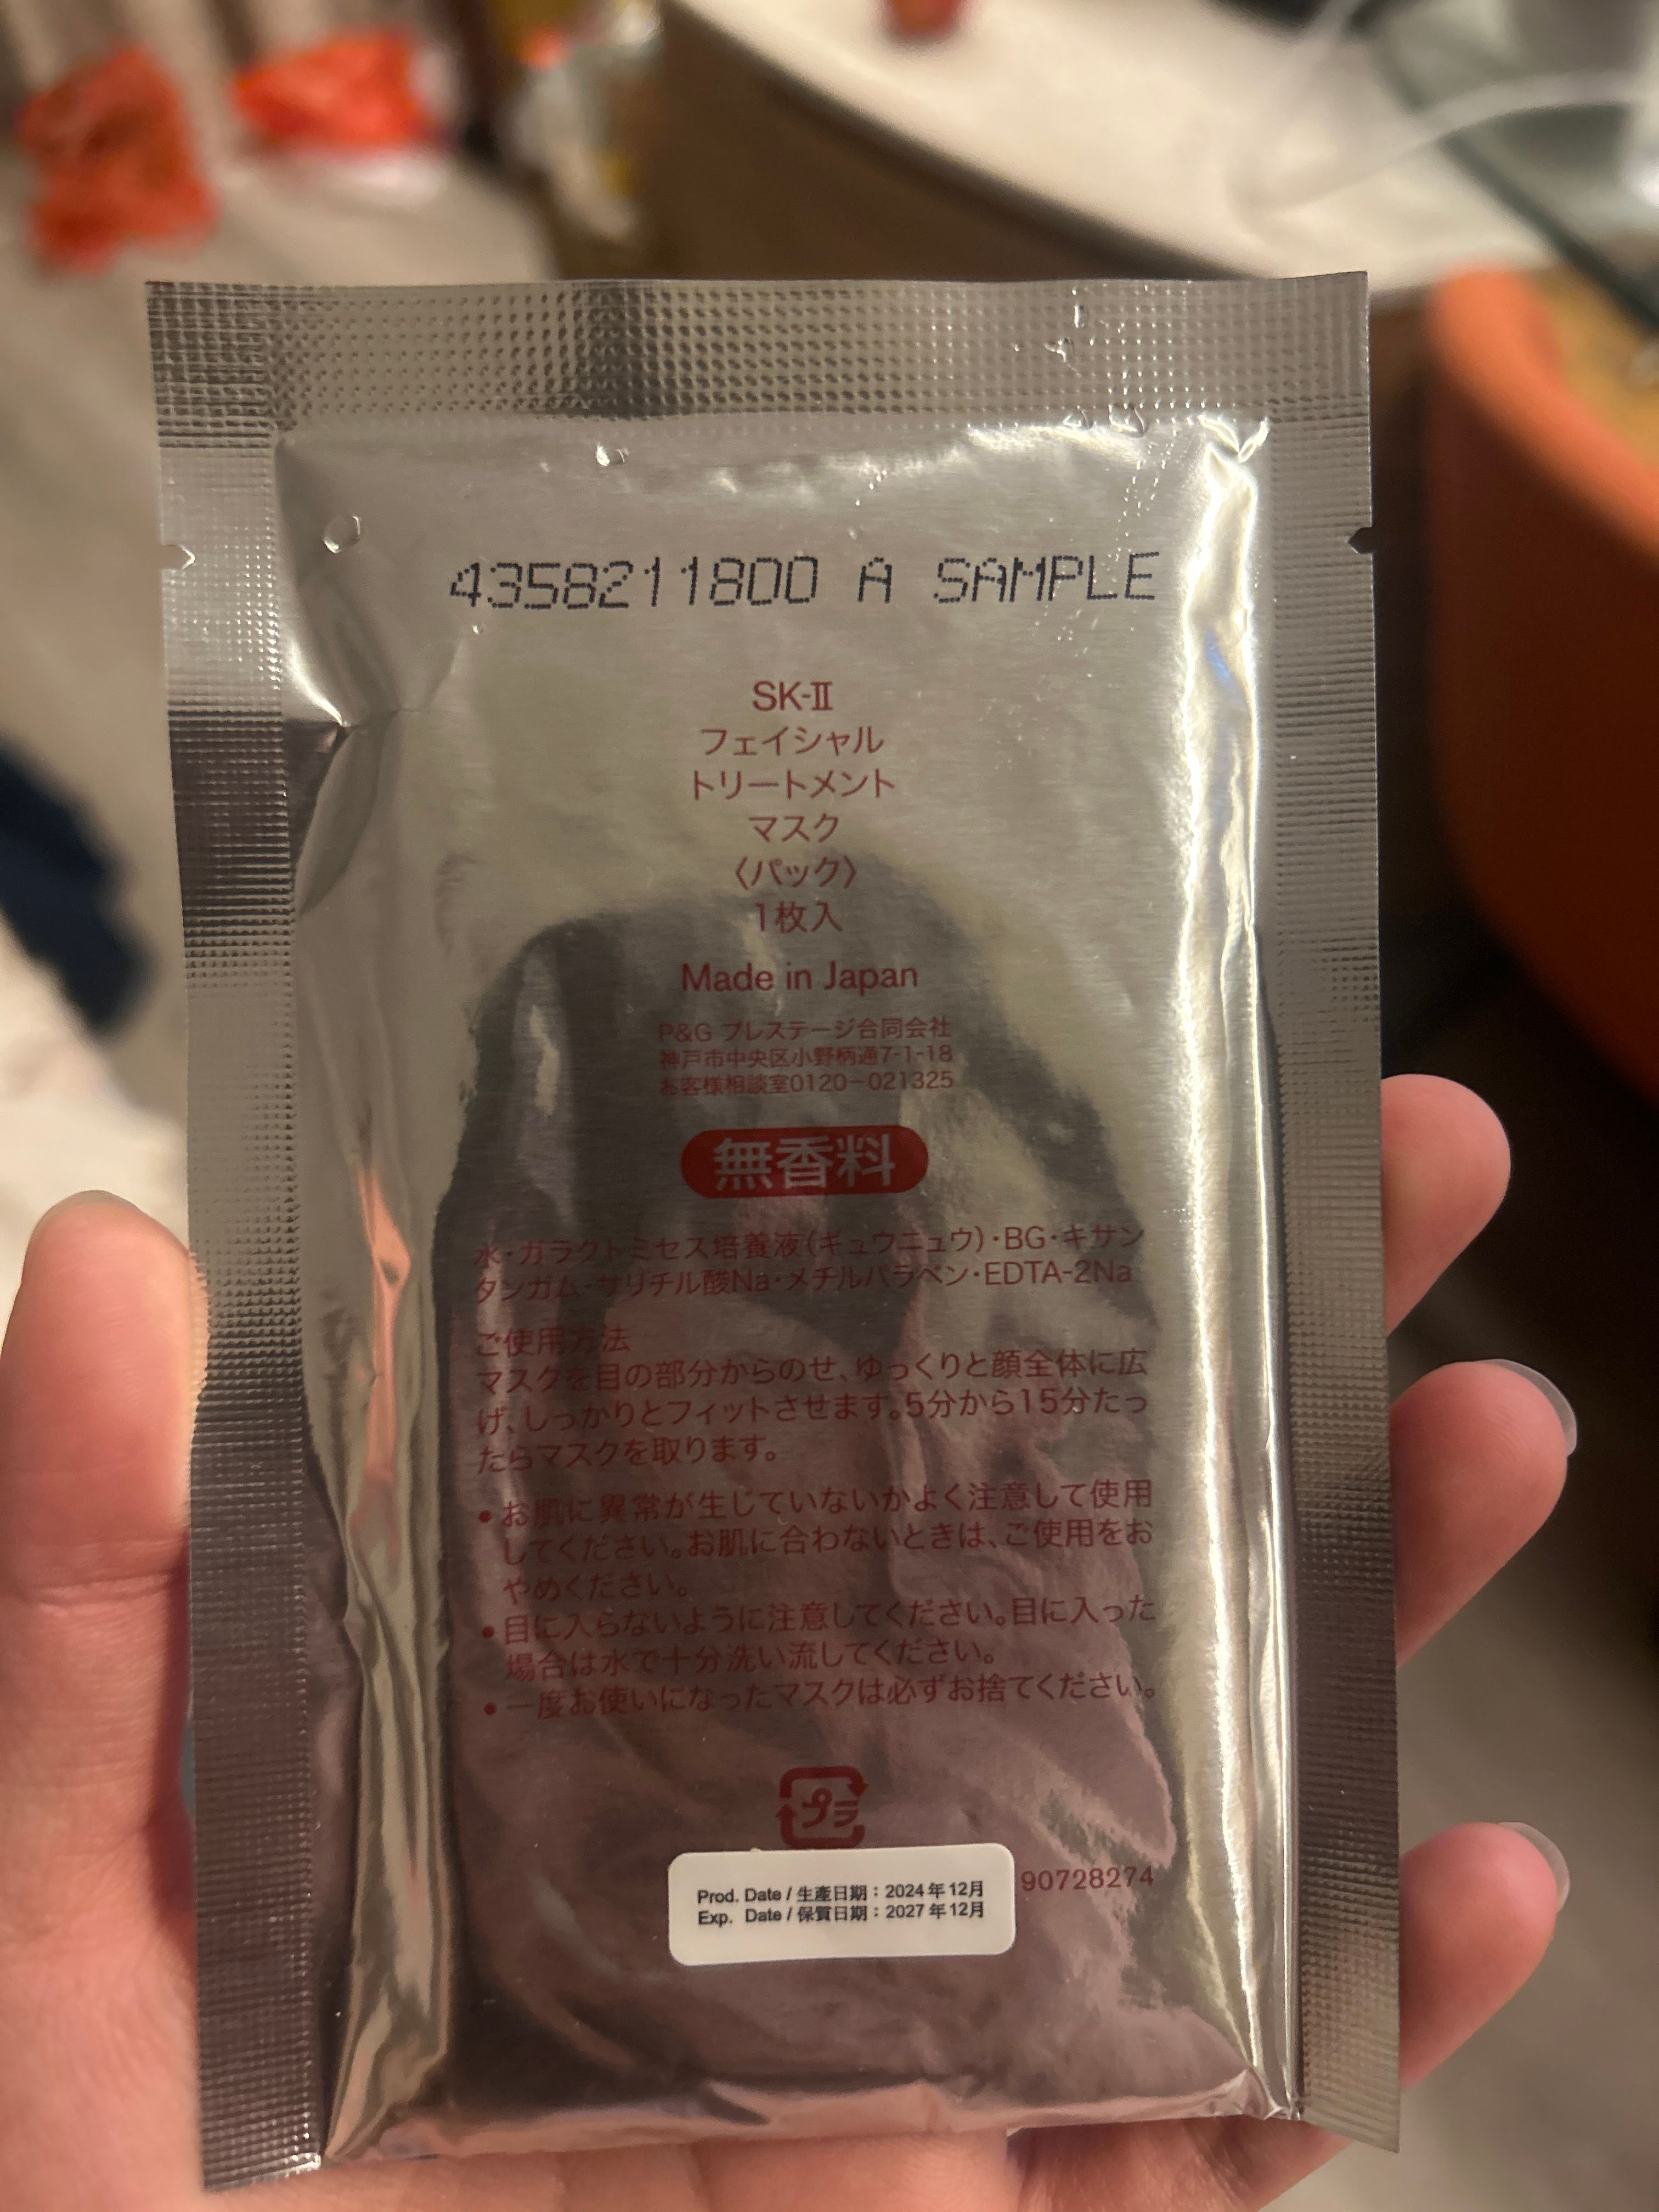 4358211800 A SAMPLE
SK-Ⅱ
フェイシャル
トリートメント
マスク
〈パック〉
1枚入
Made in Japan
P&G プレステージ合同会社
神戸市中央区小野柄通7-1-18
お客様相談室0120-021325
無香料
水・ガラクトミセス培養液(ギュウニュウ)・BG・キサン
タンガム・サリチル酸Na・メチルパラベン・EDTA-2Na
ご使用方法
マスクを目の部分からのせ、ゆっくりと顔全体に広
げ、しっかりとフィットさせます。5分から15分たっ
たらマスクを取ります。
•お肌に異常が生じていないかよく注意して使用
してください。お肌に合わないときは、ご使用をお
やめください。
•目に入らないように注意してください。目に入った
場合は水で十分洗い流してください。
•一度お使いになったマスクは必ずお捨てください。
プラ
90728274
Prod. Date / 生產日期：2024年12月
Exp. Date / 保質日期：2027年12月